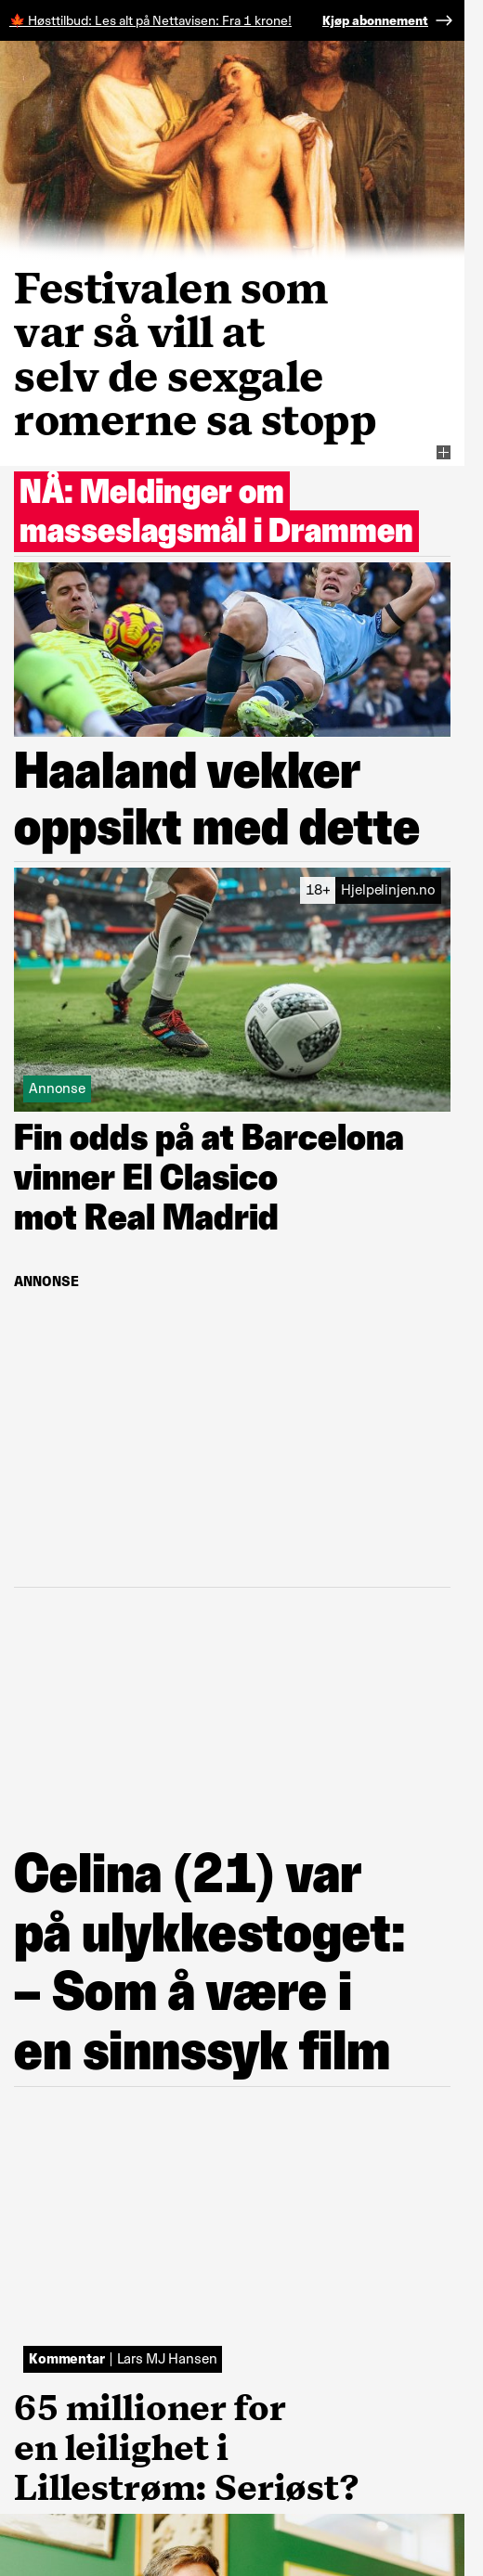 🍁 Høsttilbud: Les alt på Nettavisen: Fra 1 krone! Kjøp abonnement →
Festivalen som
var så vill at
selv de sexgale
romerne sa stopp
NÅ: Meldinger om
masseslagsmål i Drammen
Haaland vekker
oppsikt med dette
18+ Hjelpelinjen.no
Annonse
Fin odds på at Barcelona
vinner El Clasico
mot Real Madrid
ANNONSE
Celina (21) var
på ulykkestoget:
– Som å være i
en sinnssyk film
Kommentar | Lars MJ Hansen
65 millioner for
en leilighet i
Lillestrøm: Seriøst?